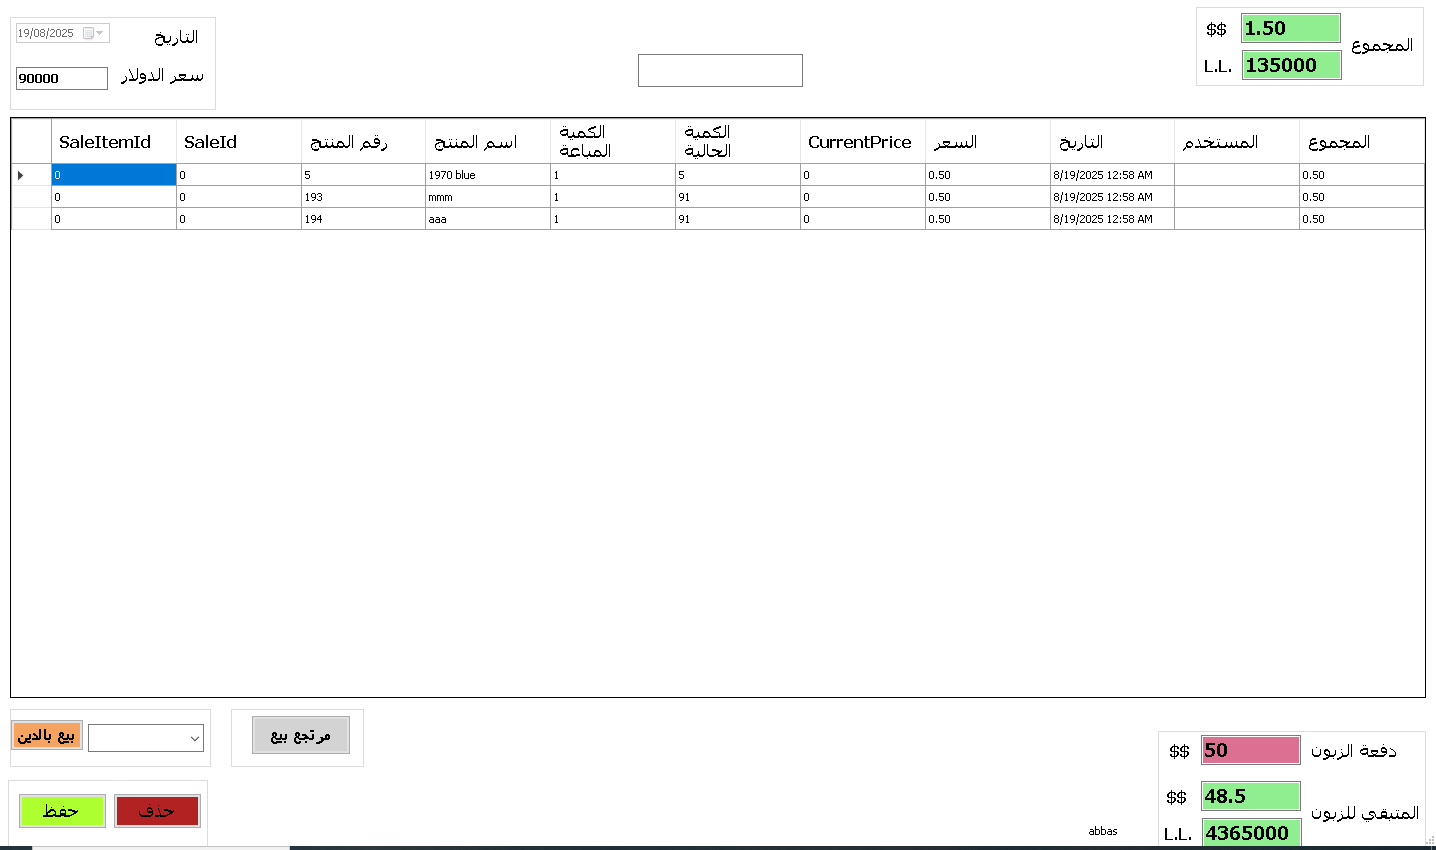 19/08/2025 التاريخ
90000 سعر الدولار
$$ 1.50 المجموع
L.L. 135000
SaleItemId SaleId رقم المنتج اسم المنتج الكمية المباعة الكمية الحالية CurrentPrice السعر التاريخ المستخدم المجموع
0 0 5 1970 blue 1 5 0 0.50 8/19/2025 12:58 AM 0.50
0 0 193 mmm 1 91 0 0.50 8/19/2025 12:58 AM 0.50
0 0 194 aaa 1 91 0 0.50 8/19/2025 12:58 AM 0.50
بيع بالدين
مرتجع بيع
حفظ حذف
$$ 50 دفعة الزبون
$$ 48.5 المتبقي للزبون
L.L. 4365000
abbas